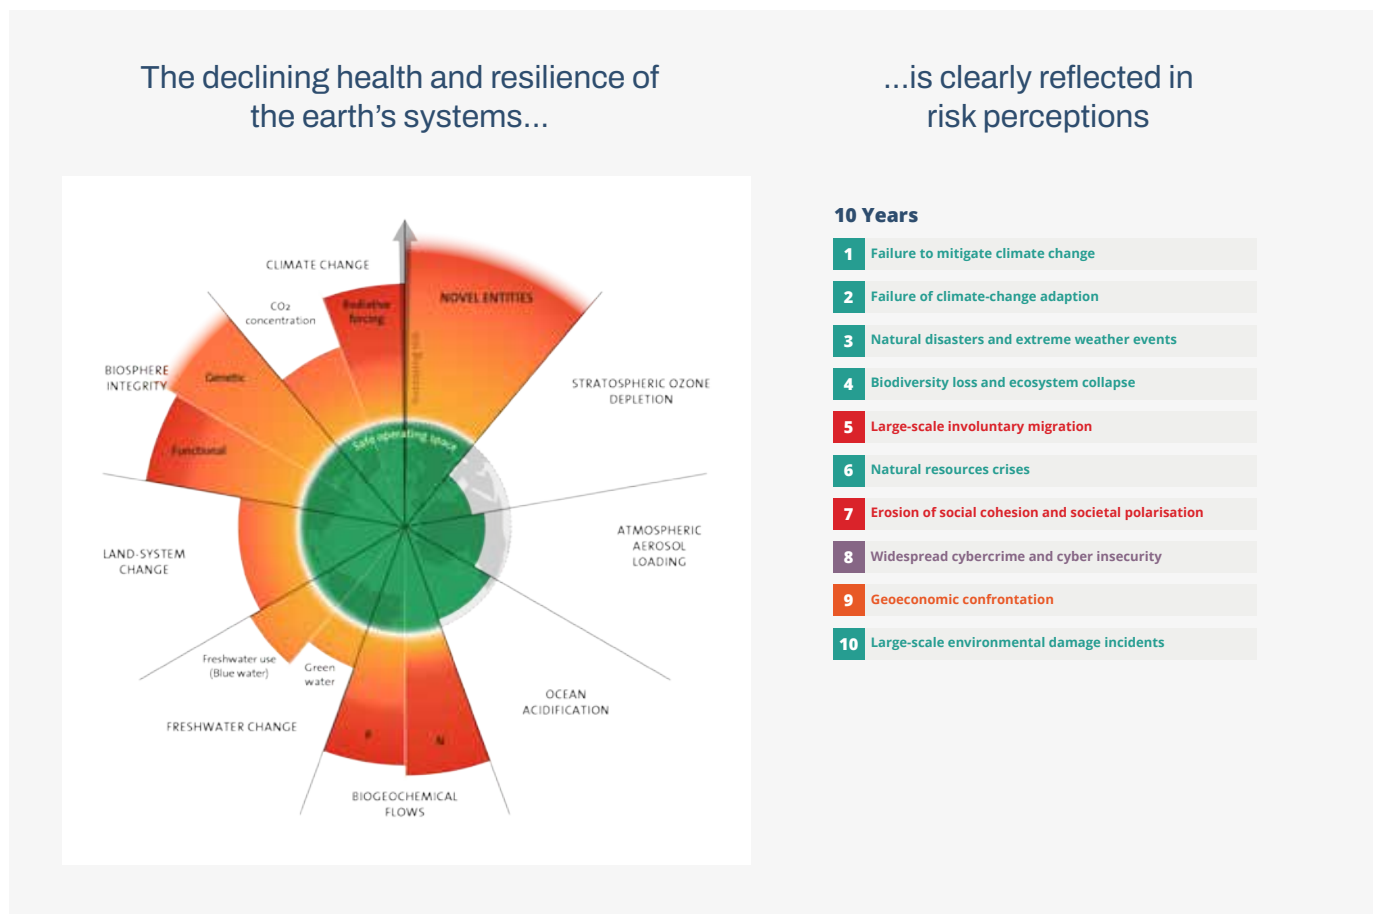 The declining health and resilience of
the earth’s systems...
...is clearly reflected in
risk perceptions
CLIMATE CHANGE
CO2
concentration
Radiative
forcing
NOVEL ENTITIES
Increasing risk
BIOSPHERE
INTEGRITY
Genetic
Functional
STRATOSPHERIC OZONE
DEPLETION
Safe operating space
LAND-SYSTEM
CHANGE
ATMOSPHERIC
AEROSOL
LOADING
Freshwater use
(Blue water)
Green
water
FRESHWATER CHANGE
OCEAN
ACIDIFICATION
P
N
BIOGEOCHEMICAL
FLOWS
10 Years
1 Failure to mitigate climate change
2 Failure of climate-change adaption
3 Natural disasters and extreme weather events
4 Biodiversity loss and ecosystem collapse
5 Large-scale involuntary migration
6 Natural resources crises
7 Erosion of social cohesion and societal polarisation
8 Widespread cybercrime and cyber insecurity
9 Geoeconomic confrontation
10 Large-scale environmental damage incidents